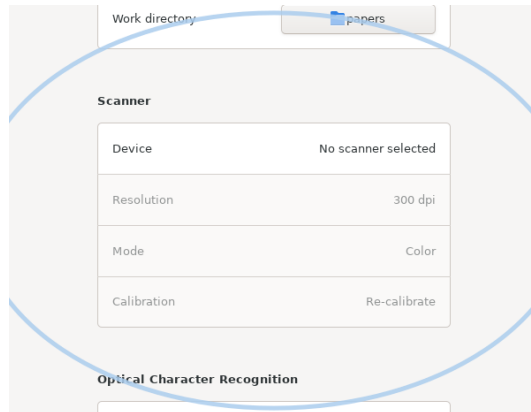 Work directory papers
Scanner
Device No scanner selected
Resolution 300 dpi
Mode Color
Calibration Re-calibrate
Optical Character Recognition